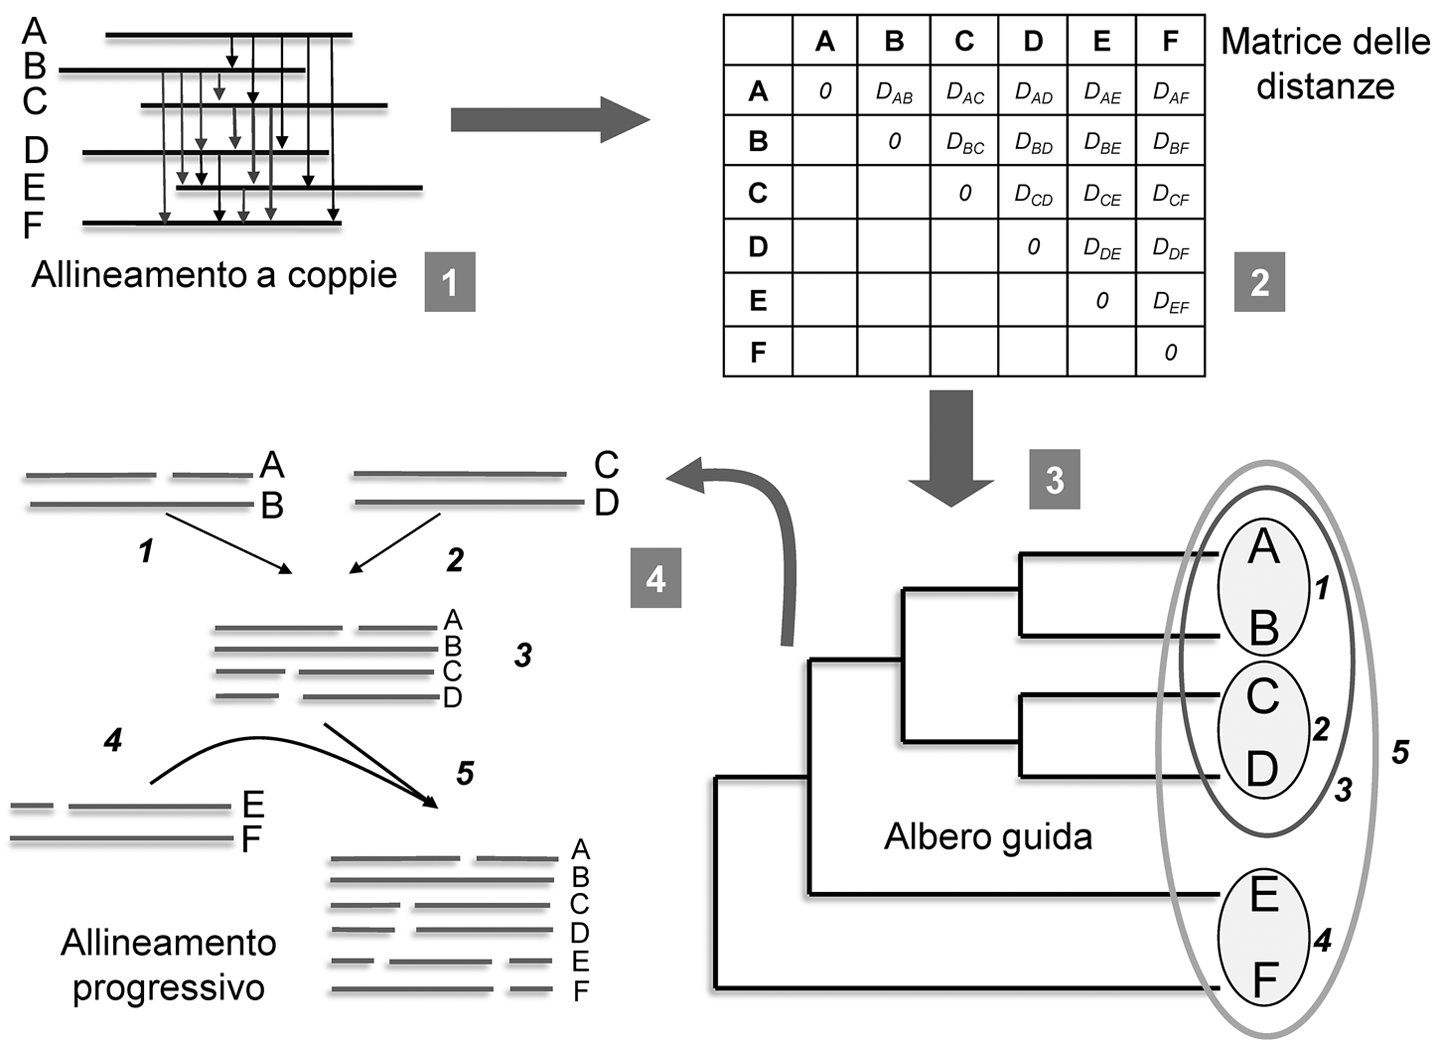 A
B
C
D
E
F
Allineamento a coppie
1
A B C D E F
A 0 DAB DAC DAD DAE DAF
B 0 DBC DBD DBE DBF
C 0 DCD DCE DCF
D 0 DDE DDF
E 0 DEF
F 0
Matrice delle
distanze
2
3
A
B
C
D
E
F
1
2
3
4
5
Albero guida
4
A
B
C
D
1
2
A
B
C
D
3
4
5
E
F
A
B
C
D
E
F
Allineamento
progressivo